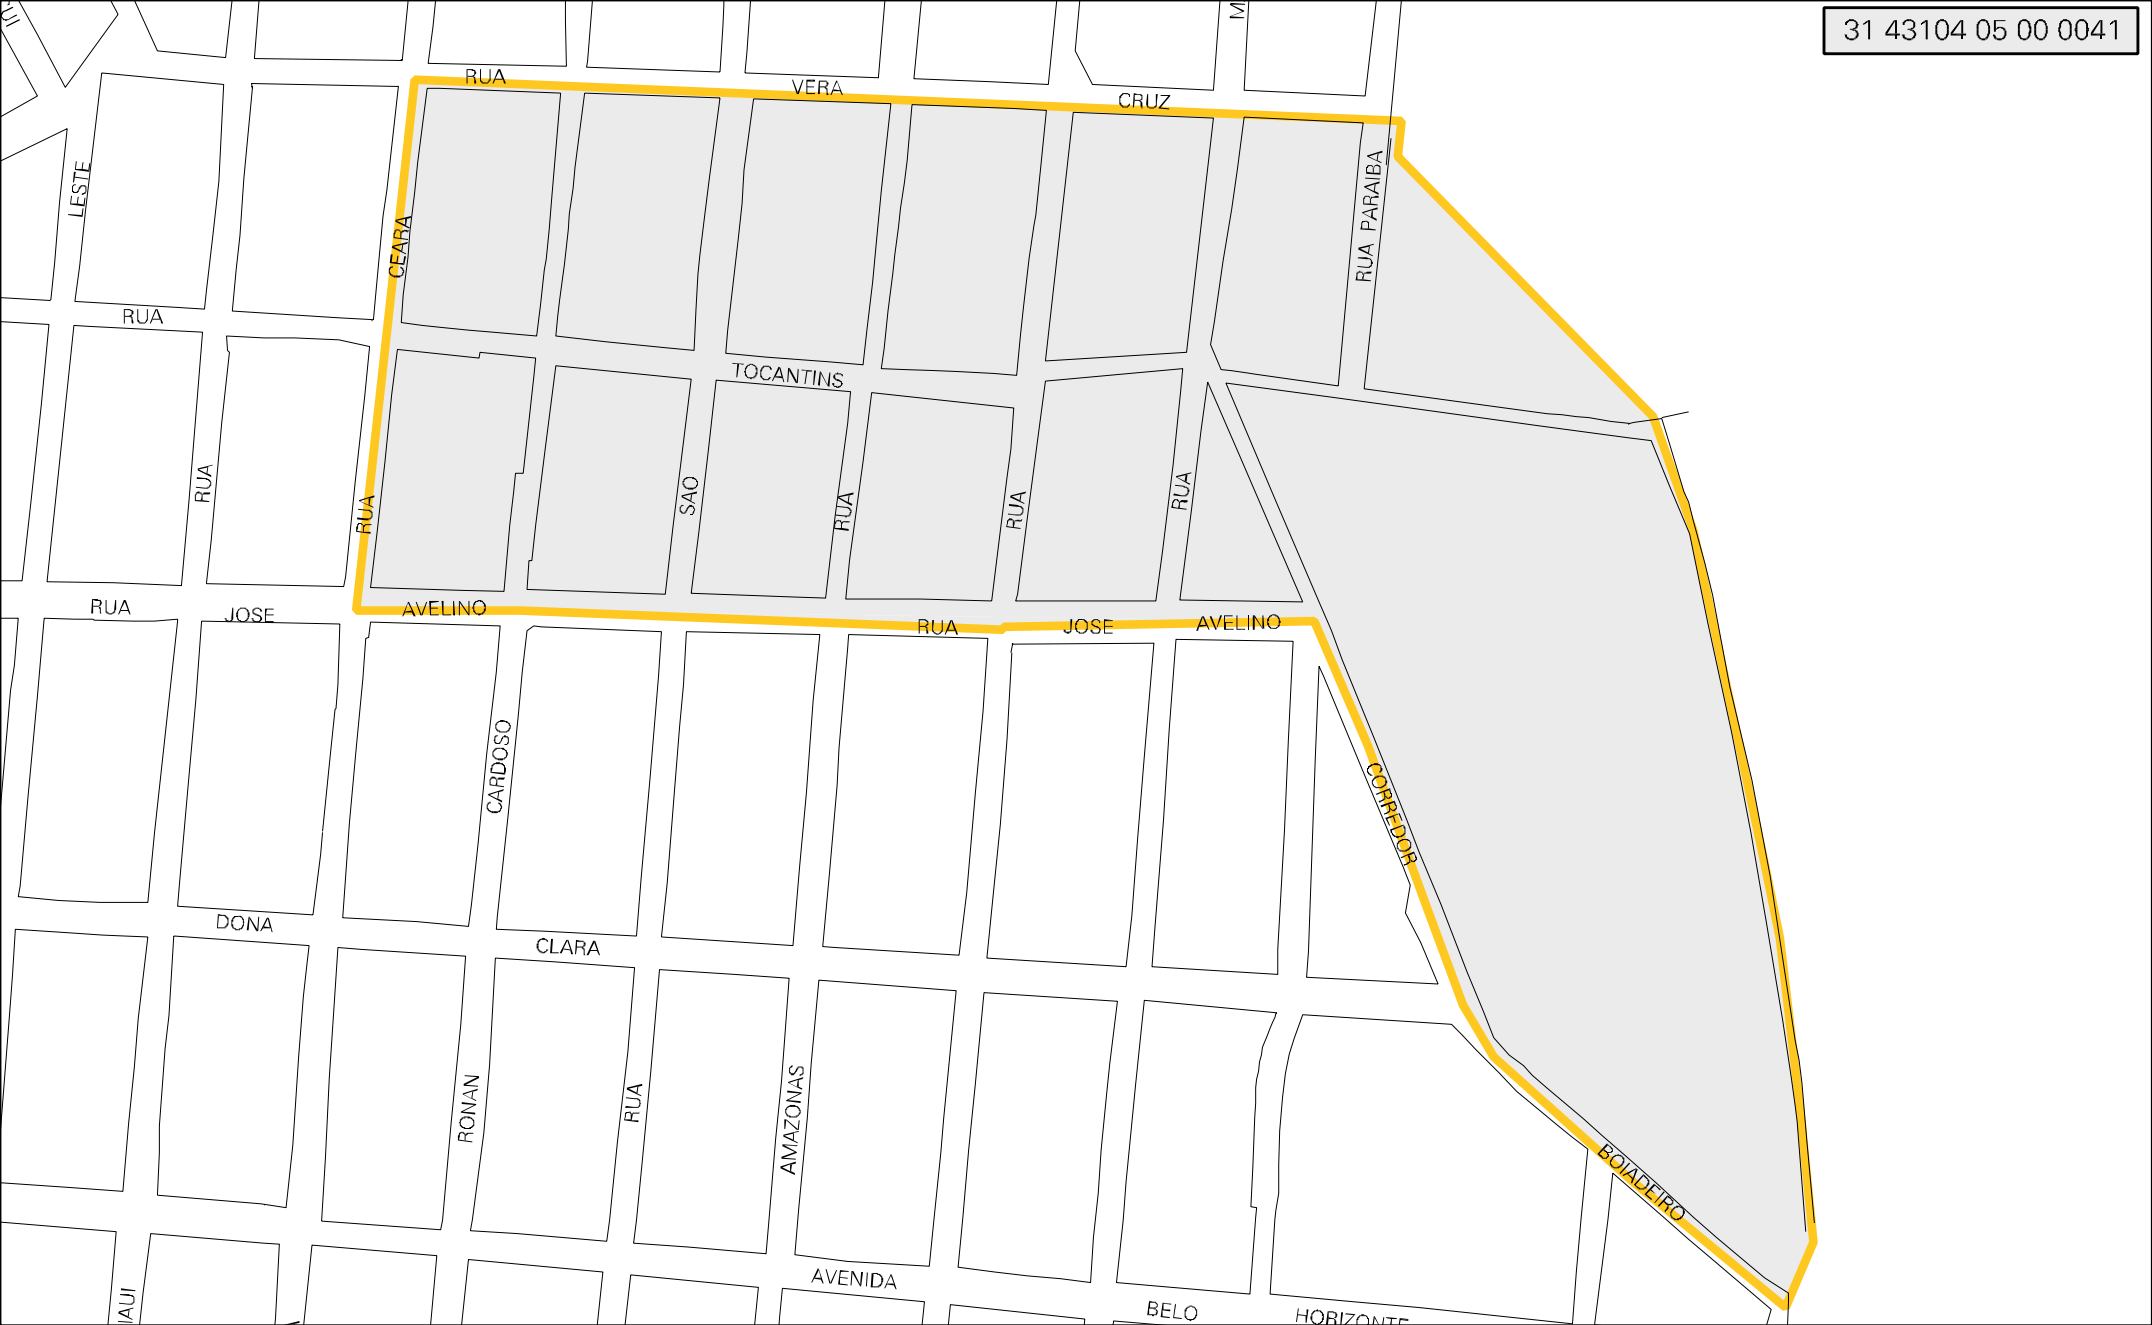 31 43104 05 00 0041
RUA
VERA
CRUZ
LESTE
CEARA
RUA PARAIBA
RUA
TOCANTINS
RUA
RUA
SAO
RUA
RUA
RUA
RUA
JOSE
AVELINO
RUA
JOSE
AVELINO
CARDOSO
CORREDOR
DONA
CLARA
RONAN
RUA
AMAZONAS
BOIADEIRO
AVENIDA
BELO
HORIZONTE
IAUI
M